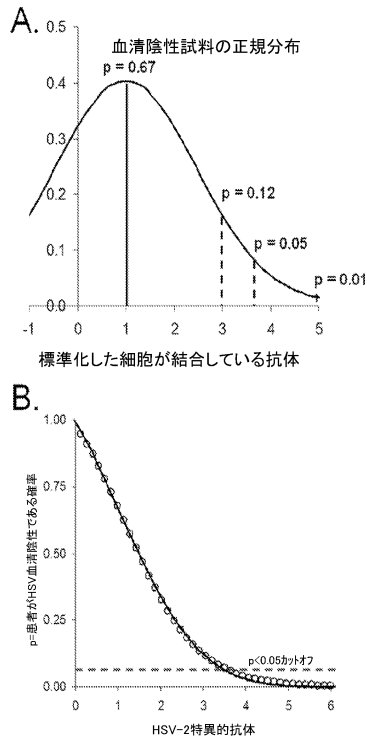 A.
血清陰性試料の正規分布
p = 0.67
0.5
0.4
0.3
0.2
0.1
0.0
p = 0.12
p = 0.05
p = 0.01
-1 0 1 2 3 4 5
標準化した細胞が結合している抗体
B.
p=患者がHSV血清陰性である確率
1.00
0.75
0.50
0.25
0.00
p<0.05カットオフ
0 1 2 3 4 5 6
HSV-2特異的抗体